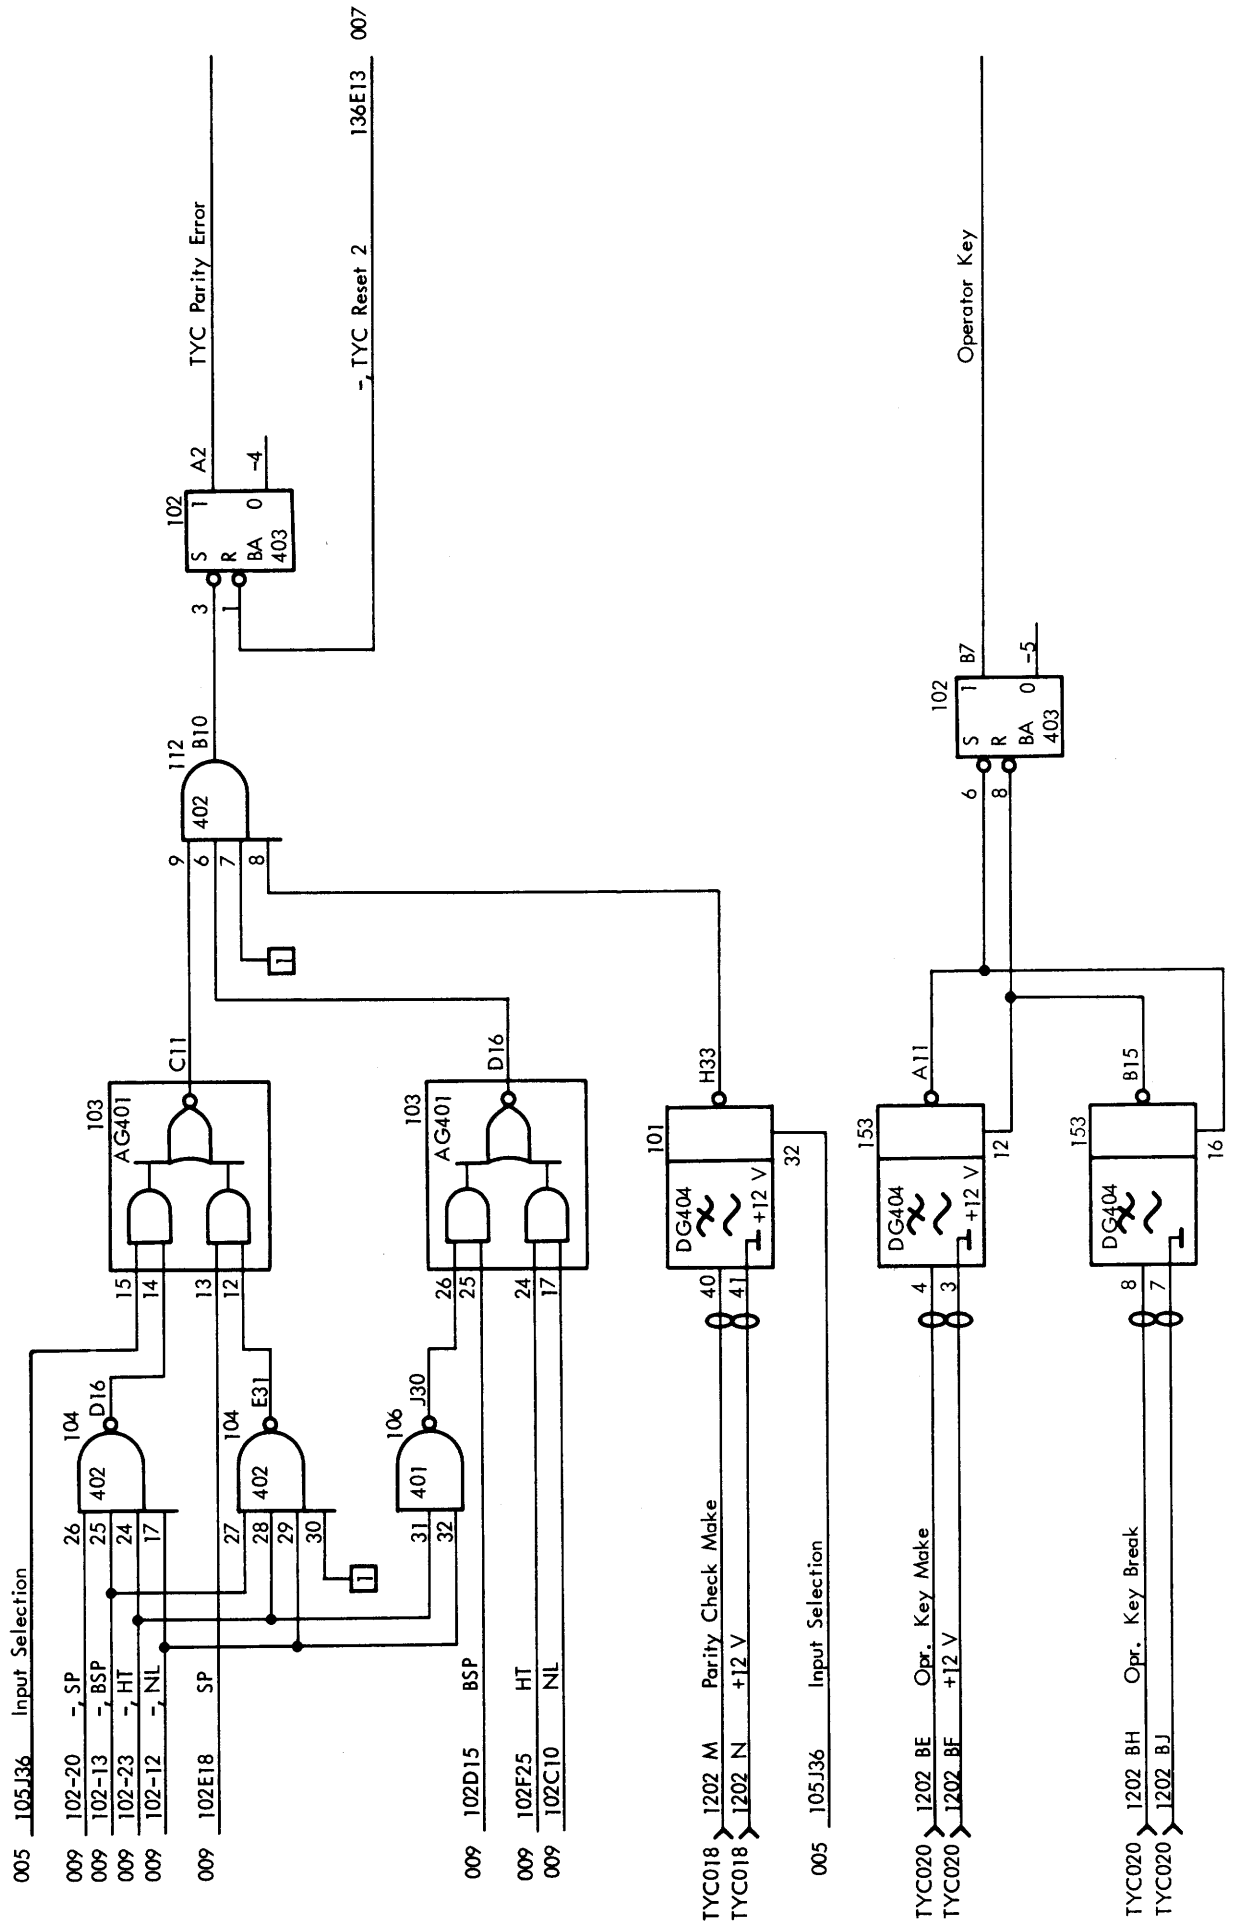 005 105J36 Input Selection
009 102-20 -, SP
009 102-13 -, BSP
009 102-23 -, HT
009 102-12 -, NL
009 102E18 SP
26
25
24
17
402
104
D16
27
28
29
30
1
402
104
E31
31
32
401
106
J30
15
14
13
12
103
AG401
C11
009 102D15 BSP
009 102F25 HT
009 102C10 NL
26
25
24
17
103
AG401
D16
9
6
7
8
1
402
112
B10
3
1
102
S 1
R
BA 0
403
A2
-4
TYC Parity Error
-, TYC Reset 2 136E13 007
TYC018 1202 M Parity Check Make
TYC018 1202 N +12 V
40
41
101
DG404
+12 V
H33
32
005 105J36 Input Selection
TYC020 1202 BE Opr. Key Make
TYC020 1202 BF +12 V
4
3
153
DG404
+12 V
A11
12
TYC020 1202 BH Opr. Key Break
TYC020 1202 BJ
8
7
153
DG404
B15
16
6
8
102
S 1
R
BA 0
403
B7
-5
Operator Key